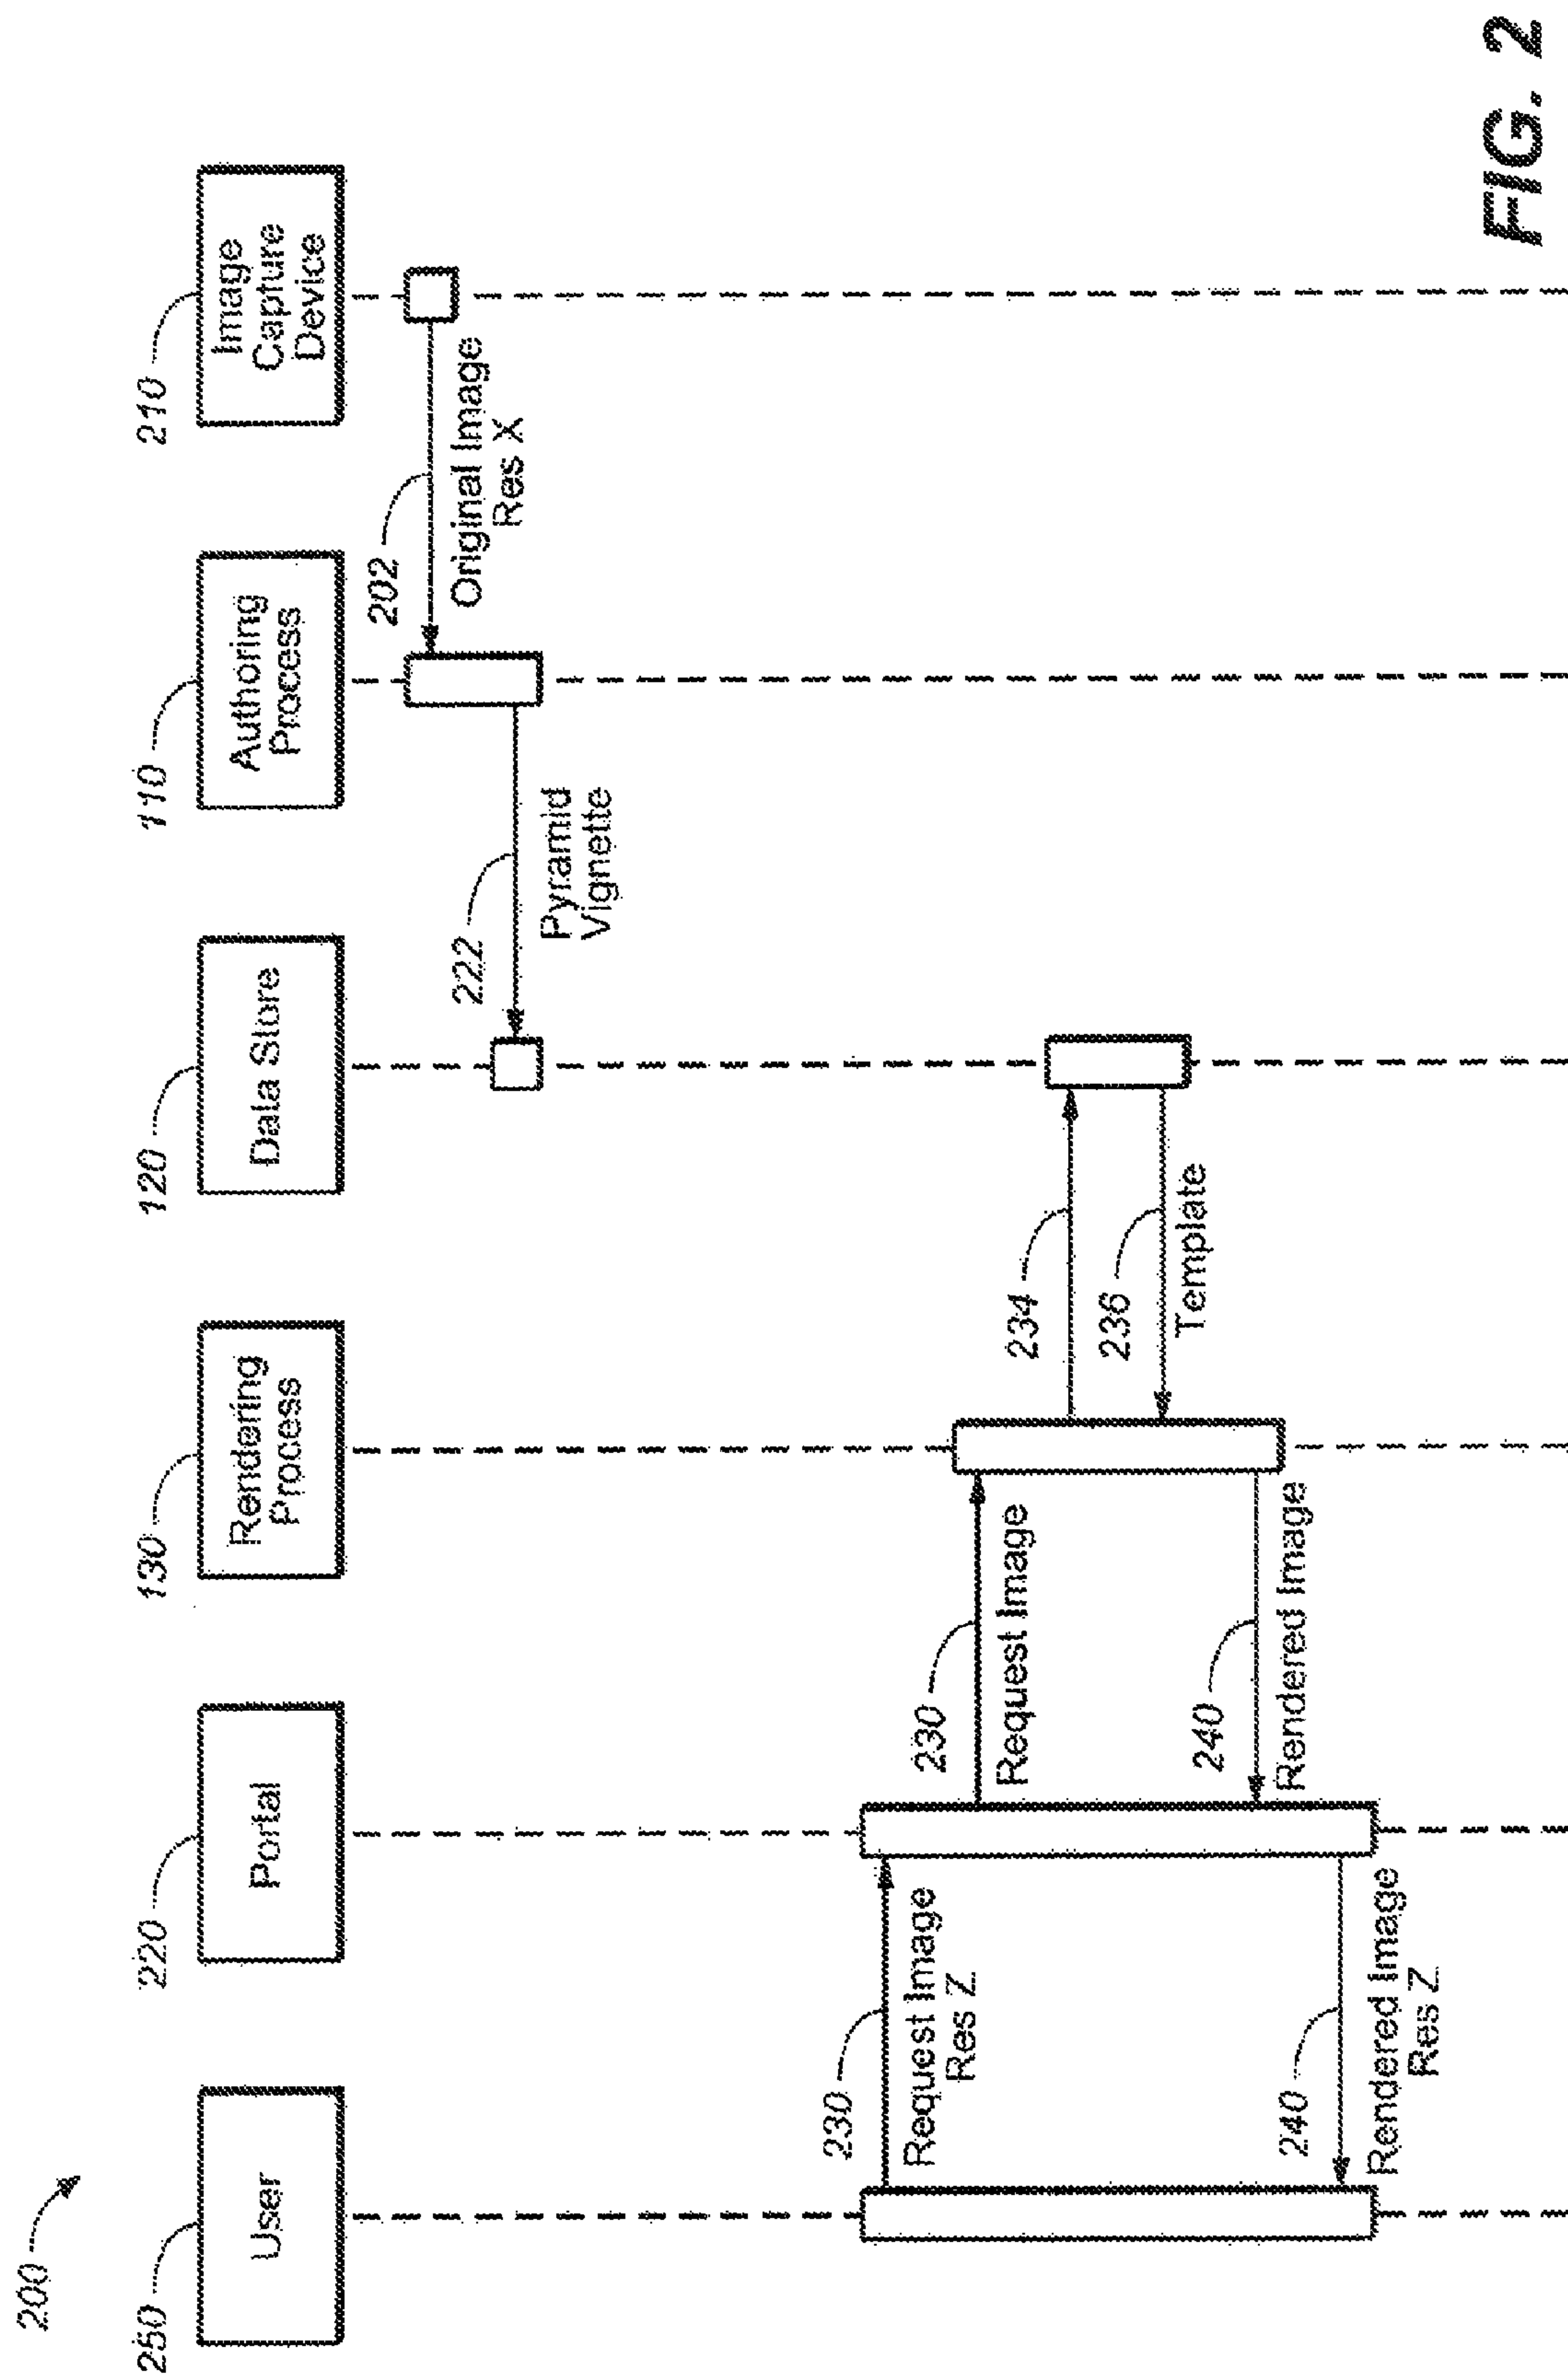 200
250
220
130
120
110
210
User
Portal
Rendering
Process
Data Store
Authoring
Process
Image
Capture
Device
202
Original Image
Res X
222
Pyramid
Vignette
230
Request Image
Res Z
230
Request Image
234
236
Template
240
Rendered Image
240
Rendered Image
Res Z
FIG. 2